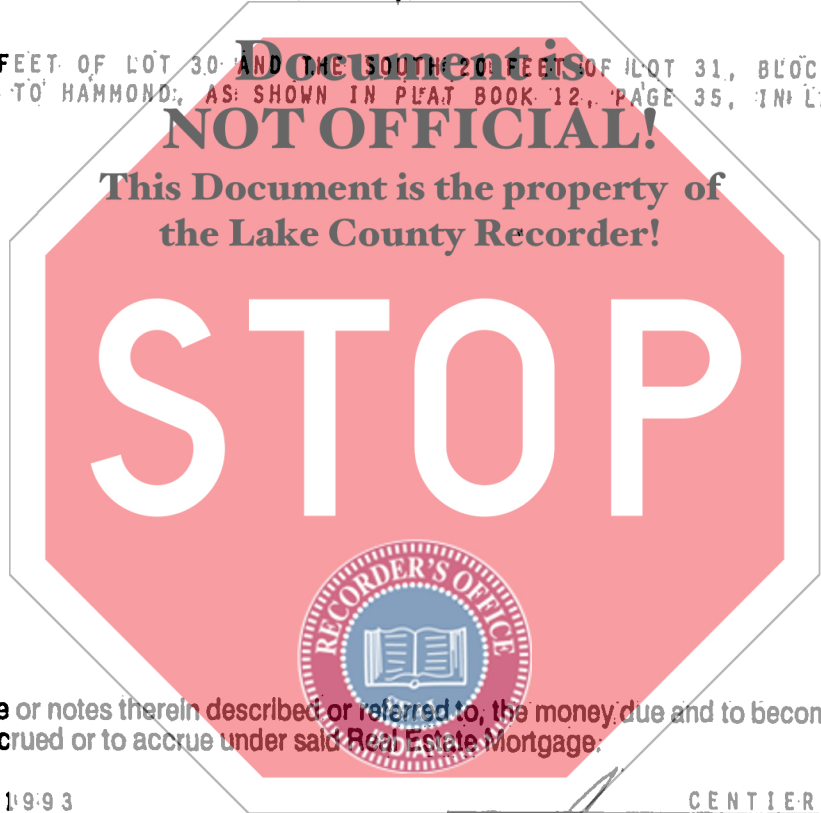 FEET OF LOT 30 AND THE SOUTH 20 FEET OF LOT 31, BLOC
TO HAMMOND, AS SHOWN IN PLAT BOOK 12, PAGE 35, IN L
Document is
NOT OFFICIAL!
This Document is the property of
the Lake County Recorder!
STOP
RECORDER'S OFFICE
e or notes therein described or referred to, the money due and to becom
crued or to accrue under said Real Estate Mortgage.
INDIANA
1993
CENTIER